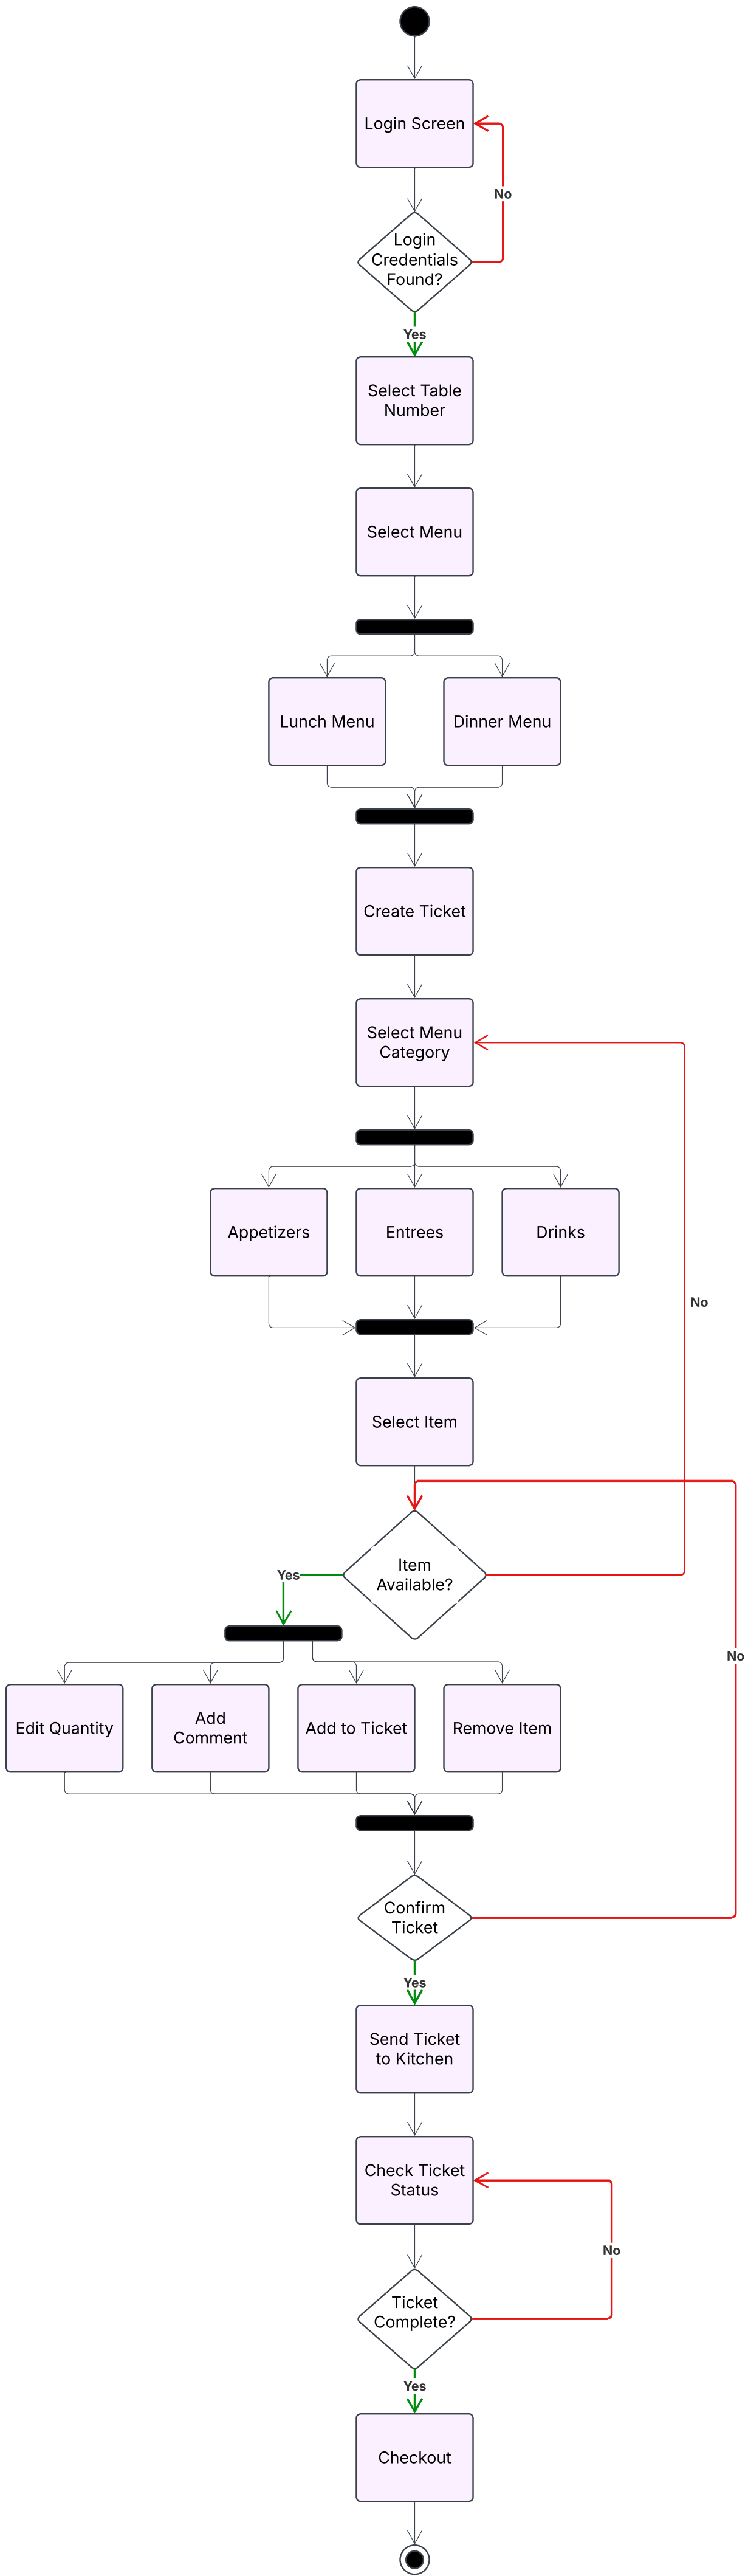 Login Screen
No
Login
Credentials
Found?
Yes
Select Table
Number
Select Menu
Lunch Menu
Dinner Menu
Create Ticket
Select Menu
Category
Appetizers
Entrees
Drinks
No
Select Item
Item
Available?
Yes
No
Edit Quantity
Add
Comment
Add to Ticket
Remove Item
Confirm
Ticket
Yes
Send Ticket
to Kitchen
Check Ticket
Status
No
Ticket
Complete?
Yes
Checkout